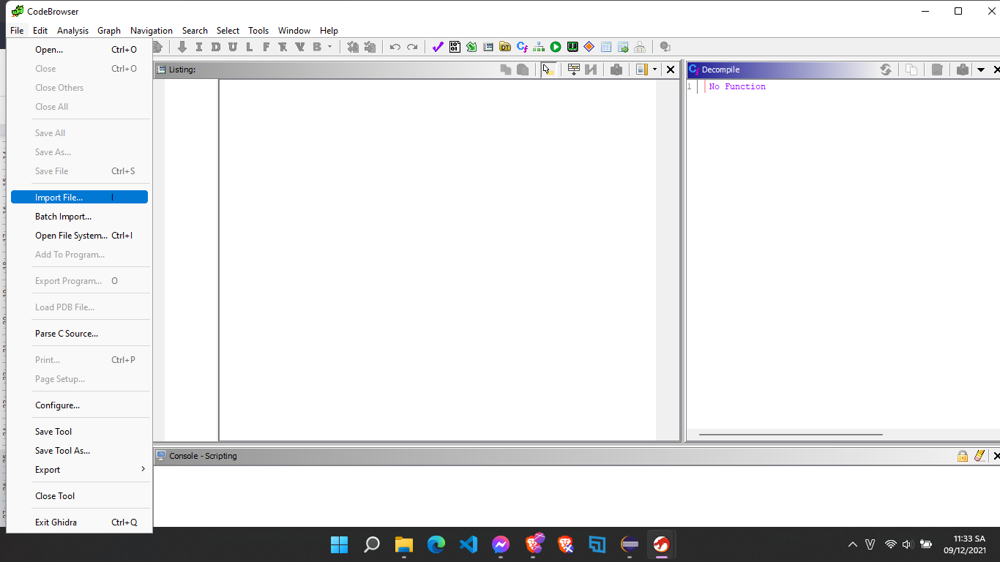 CodeBrowser
File Edit Analysis Graph Navigation Search Select Tools Window Help
I D U L F R V B
Open... Ctrl+O
Close Ctrl+O
Close Others
Close All
Save All
Save As...
Save File Ctrl+S
Import File... I
Batch Import...
Open File System... Ctrl+I
Add To Program...
Export Program... O
Load PDB File...
Parse C Source...
Print... Ctrl+P
Page Setup...
Configure...
Save Tool
Save Tool As...
Export
Close Tool
Exit Ghidra Ctrl+Q
Listing:
Decompile
1 No Function
Console - Scripting
11:33 SA
09/12/2021